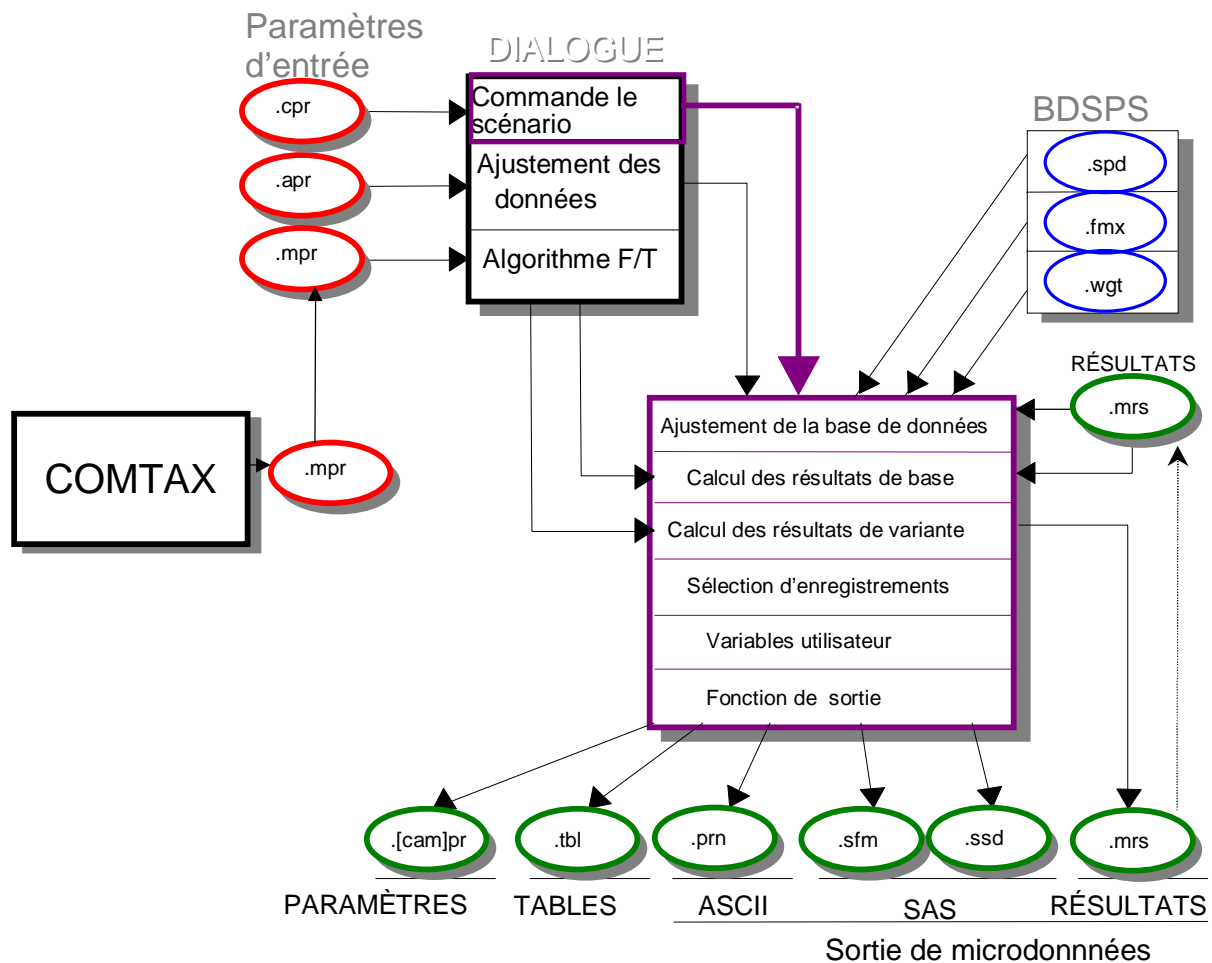 Paramètres
d'entrée
DIALOGUE
.cpr
.apr
.mpr
Commande le
scénario
Ajustement des
données
Algorithme F/T
BDSPS
.spd
.fmx
.wgt
RÉSULTATS
.mrs
COMTAX
.mpr
Ajustement de la base de données
Calcul des résultats de base
Calcul des résultats de variante
Sélection d'enregistrements
Variables utilisateur
Fonction de sortie
.[cam]pr
.tbl
.prn
.sfm
.ssd
.mrs
PARAMÈTRES
TABLES
ASCII
SAS
RÉSULTATS
Sortie de microdonnnées